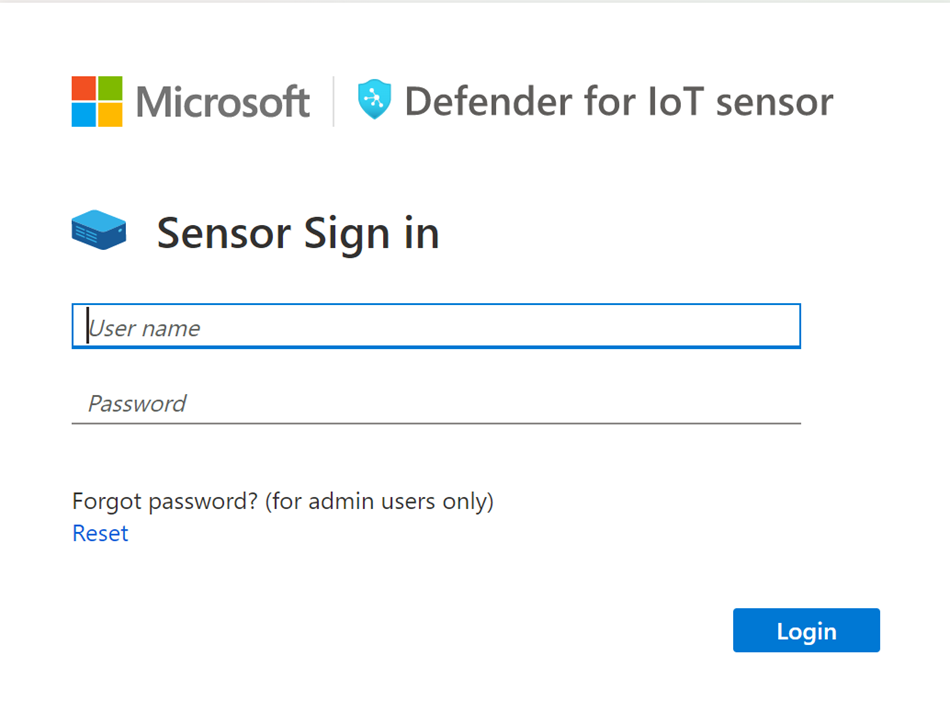 Microsoft | Defender for IoT sensor
Sensor Sign in
User name
Password
Forgot password? (for admin users only)
Reset
Login